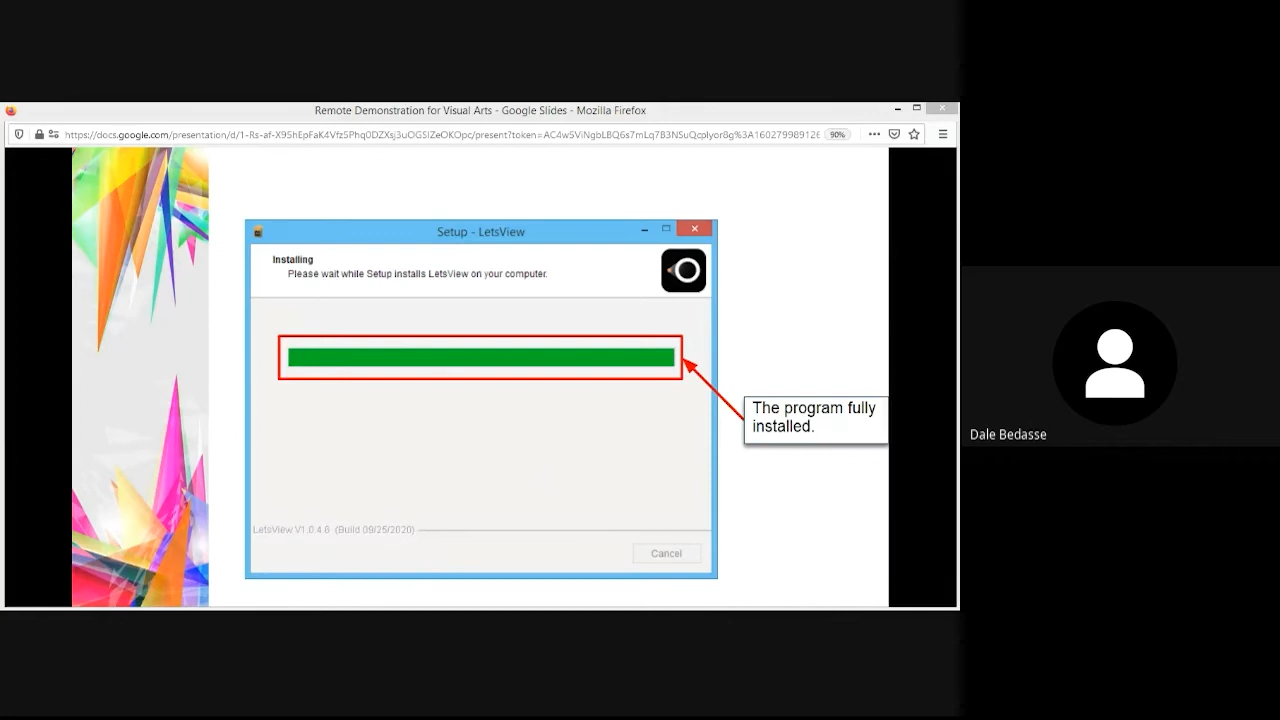 Remote Demonstration for Visual Arts - Google Slides - Mozilla Firefox
90%
Setup - LetsView
Installing
Please wait while Setup installs LetsView on your computer.
The program fully
installed.
Dale Bedasse
LetsView V1.0.4.6 (Build 09/25/2020)
Cancel